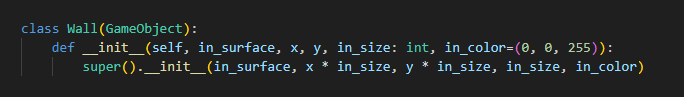 class Wall(GameObject):
    def __init__(self, in_surface, x, y, in_size: int, in_color=(0, 0, 255)):
        super().__init__(in_surface, x * in_size, y * in_size, in_size, in_color)